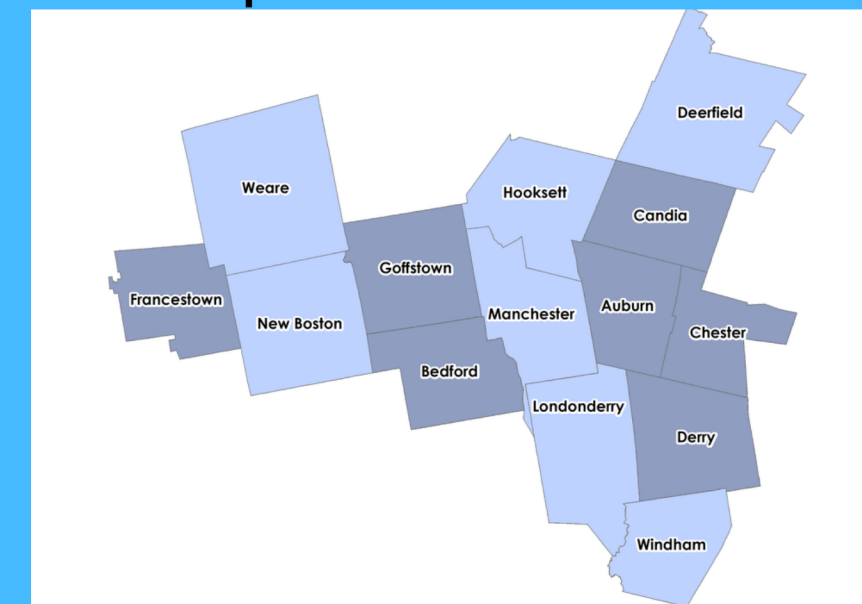 Deerfield
Weare
Hooksett
Candia
Goffstown
Francestown
Auburn
Manchester
New Boston
Chester
Bedford
Londonderry
Derry
Windham